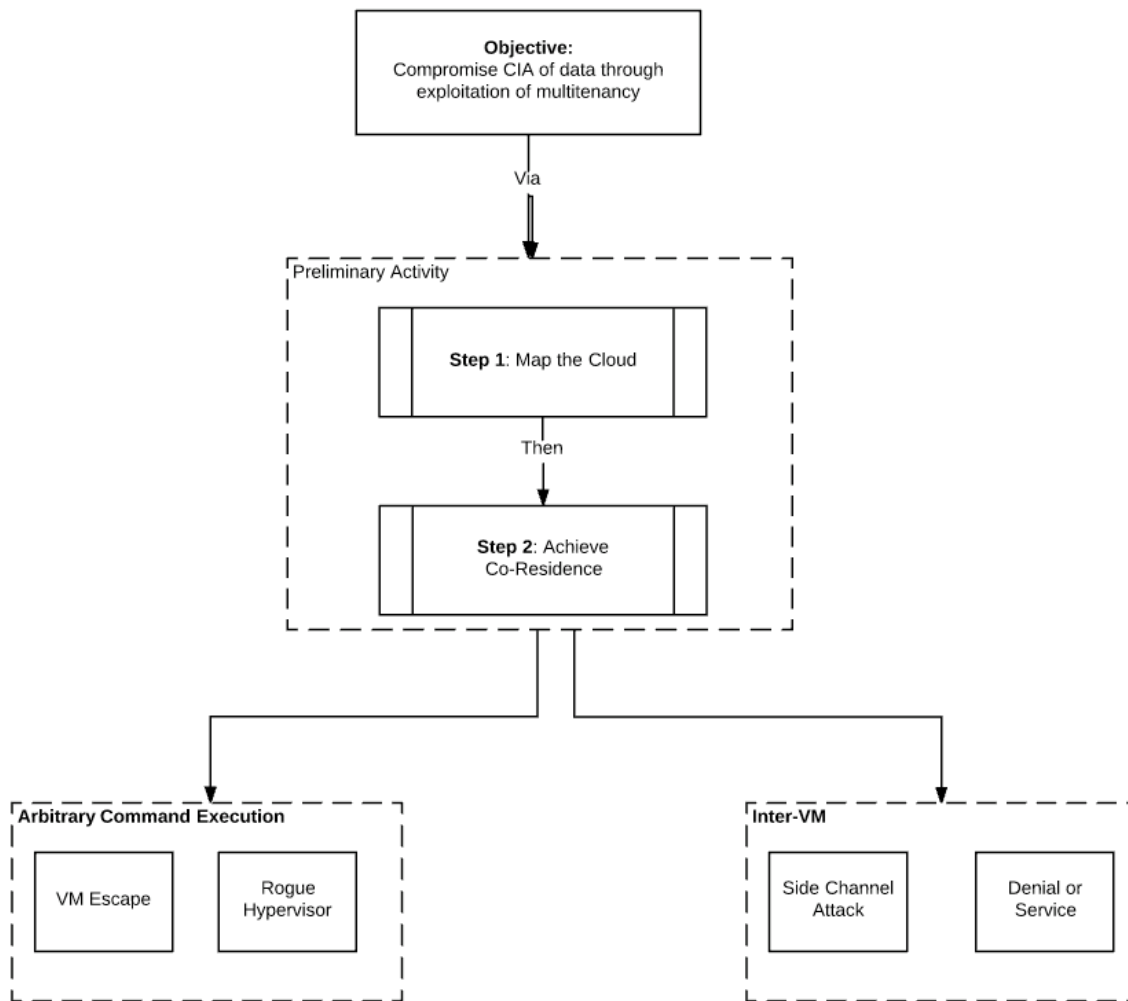 Objective:
Compromise CIA of data through
exploitation of multitenancy
Via
Preliminary Activity
Step 1: Map the Cloud
Then
Step 2: Achieve
Co-Residence
Arbitrary Command Execution
VM Escape
Rogue
Hypervisor
Inter-VM
Side Channel
Attack
Denial or
Service